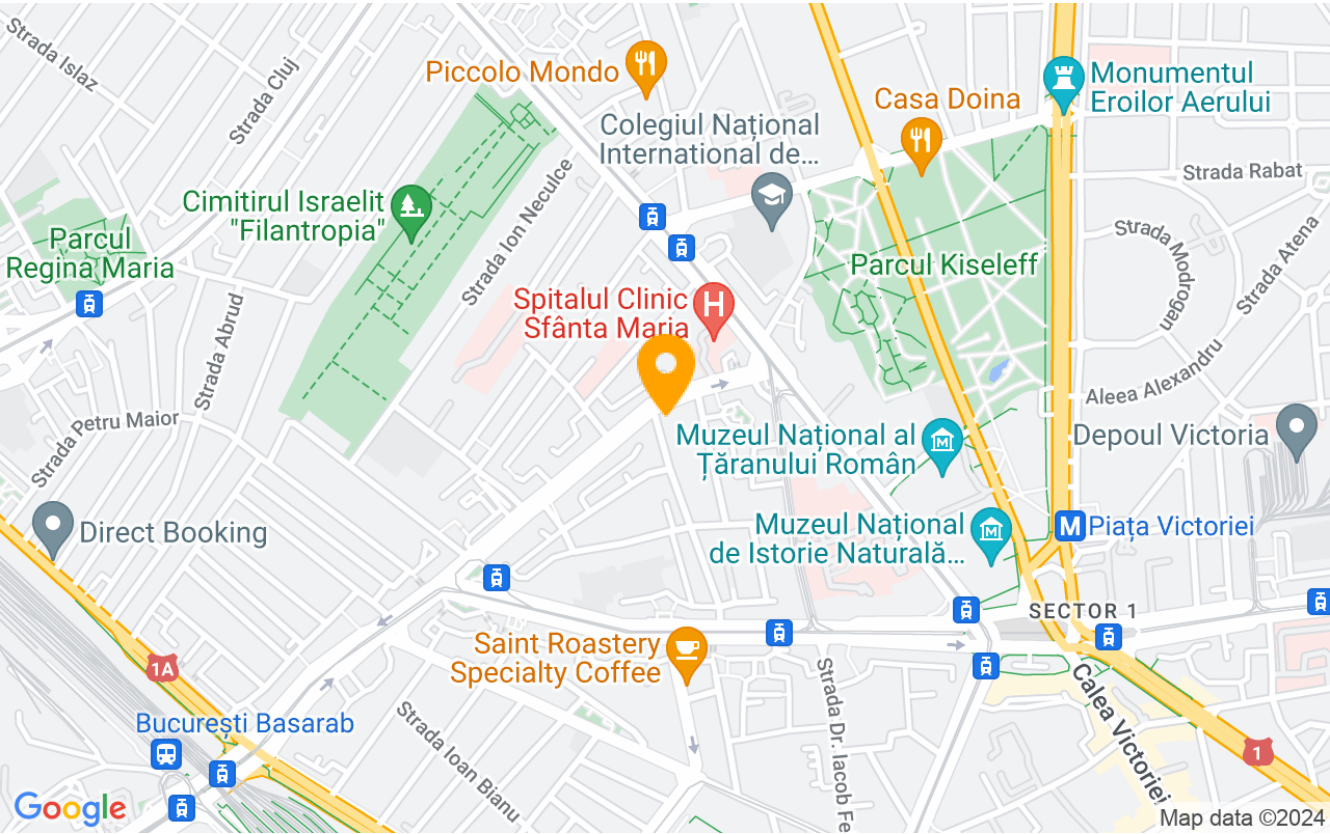 Strada Islaz
Strada Cluj
Piccolo Mondo
Monumentul
Eroilor Aerului
Casa Doina
Colegiul Național
International de...
Strada Rabat
Cimitirul Israelit
"Filantropia"
Strada Ion Neculce
Parcul
Regina Maria
Strada Modrogan
Strada Atena
Parcul Kiseleff
Spitalul Clinic
Sfânta Maria
H
Strada Abrud
Aleea Alexandru
Strada Petru Maior
Muzeul Național al
Țăranului Român
Depoul Victoria
Direct Booking
Muzeul Național
de Istorie Naturală...
M Piața Victoriei
SECTOR 1
Saint Roastery
Specialty Coffee
1A
Strada Dr. Iacob Fe
Calea Victoriei
București Basarab
Strada Ioan Bianu
1
Google
Map data ©2024